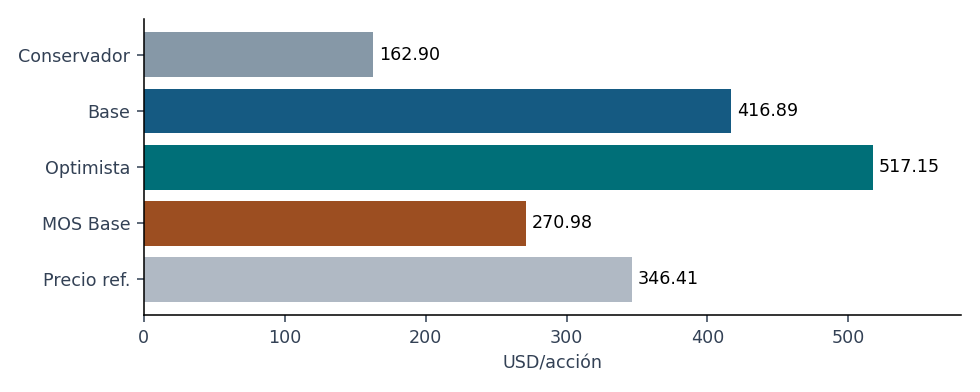 Conservador 162.90
Base 416.89
Optimista 517.15
MOS Base 270.98
Precio ref. 346.41
0 100 200 300 400 500
USD/acción